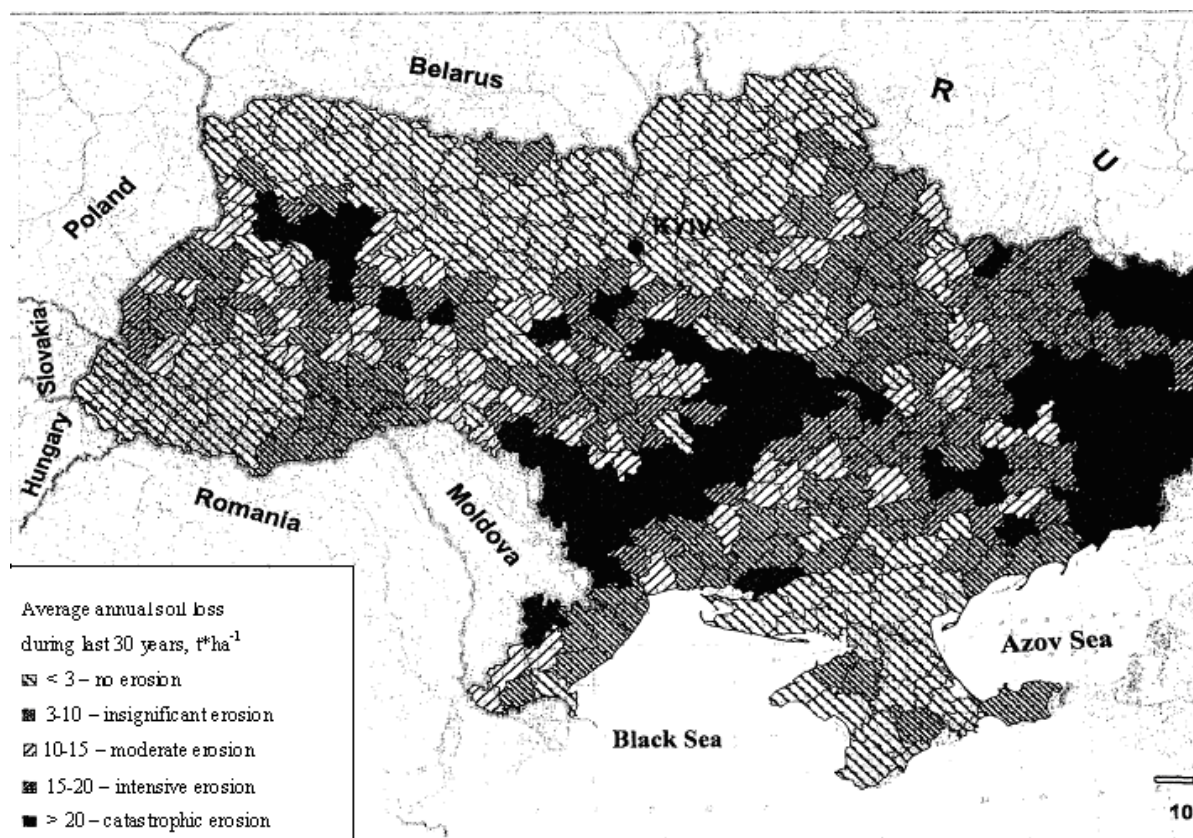 Belarus
R
U
Poland
KYIV
Slovakia
Hungary
Romania
Moldova
Azov Sea
Black Sea
Average annual soil loss
during last 30 years, t*ha⁻¹
< 3 – no erosion
3-10 – insignificant erosion
10-15 – moderate erosion
15-20 – intensive erosion
> 20 – catastrophic erosion
10